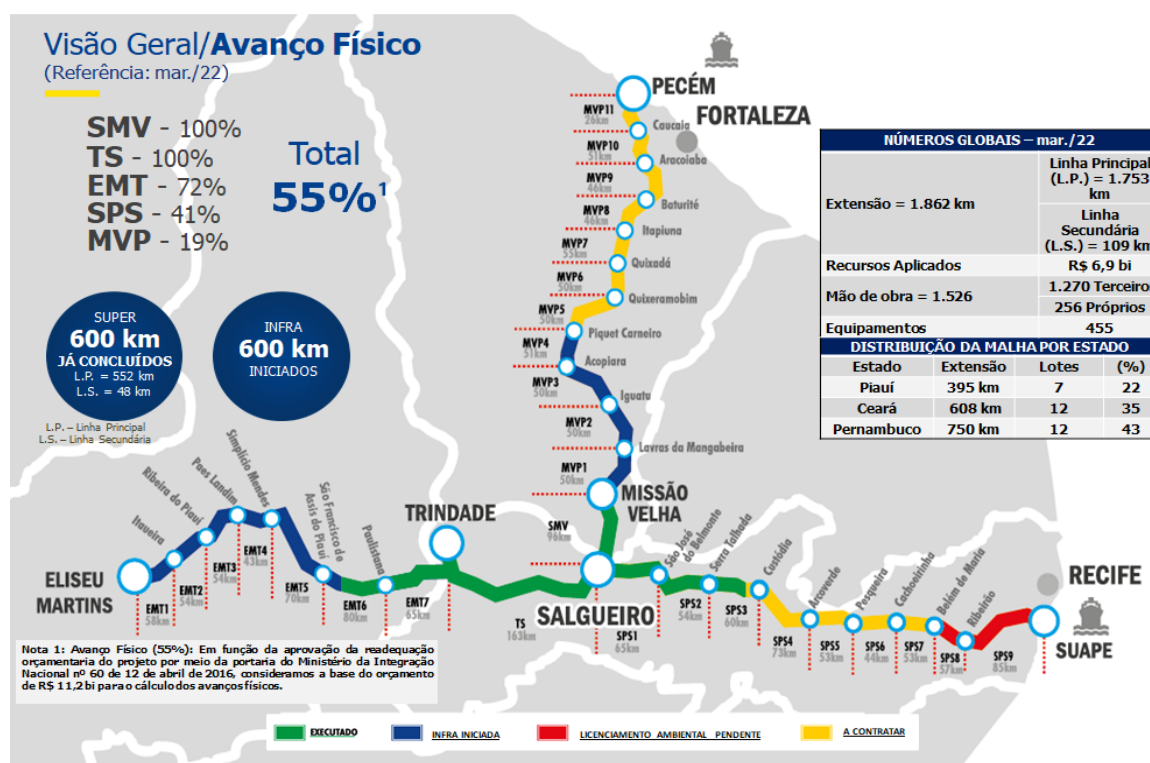 Visão Geral/Avanço Físico
(Referência: mar./22)
SMV - 100%
TS - 100%
EMT - 72%
SPS - 41%
MVP - 19%
Total
55%¹
SUPER
600 km
JÁ CONCLUÍDOS
L.P. = 552 km
L.S. = 48 km
INFRA
600 km
INICIADOS
L.P. – Linha Principal
L.S. – Linha Secundária
PECÉM
FORTALEZA
MVP11
26km
Caucaia
MVP10
51km
Aracoiaba
MVP9
46km
Baturité
MVP8
46km
Itapiuna
MVP7
55km
Quixadá
MVP6
50km
Quixeramobim
MVP5
50km
Piquet Carneiro
MVP4
51km
Acopiara
MVP3
50km
Iguatu
MVP2
50km
Lavras da Mangabeira
MVP1
50km
MISSÃO
VELHA
SMV
96km
NÚMEROS GLOBAIS – mar./22
Extensão = 1.862 km
Linha Principal
(L.P.) = 1.753
km
Linha
Secundária
(L.S.) = 109 km
Recursos Aplicados R$ 6,9 bi
Mão de obra = 1.526
1.270 Terceiros
256 Próprios
Equipamentos 455
DISTRIBUIÇÃO DA MALHA POR ESTADO
Estado Extensão Lotes (%)
Piauí 395 km 7 22
Ceará 608 km 12 35
Pernambuco 750 km 12 43
ELISEU
MARTINS
EMT1
58km
Itaueira
EMT2
54km
Ribeira do Piauí
EMT3
54km
Paes Landim
EMT4
43km
Simplício Mendes
EMT5
70km
São Francisco de
Assis do Piauí
EMT6
80km
Paulistana
EMT7
65km
TRINDADE
TS
163km
SALGUEIRO
SPS1
65km
São José
do Belmonte
SPS2
54km
Serra Talhada
SPS3
60km
Custódia
SPS4
73km
Arcoverde
SPS5
53km
Pesqueira
SPS6
44km
Cachoeirinha
SPS7
53km
Belém de Maria
SPS8
57km
Ribeirão
SPS9
85km
RECIFE
SUAPE
Nota 1: Avanço Físico (55%): Em função da aprovação da readequação
orçamentaria do projeto por meio da portaria do Ministério da Integração
Nacional nº 60 de 12 de abril de 2016, consideramos a base do orçamento
de R$ 11,2 bi para o cálculo dos avanços físicos.
EXECUTADO
INFRA INICIADA
LICENCIAMENTO AMBIENTAL PENDENTE
A CONTRATAR